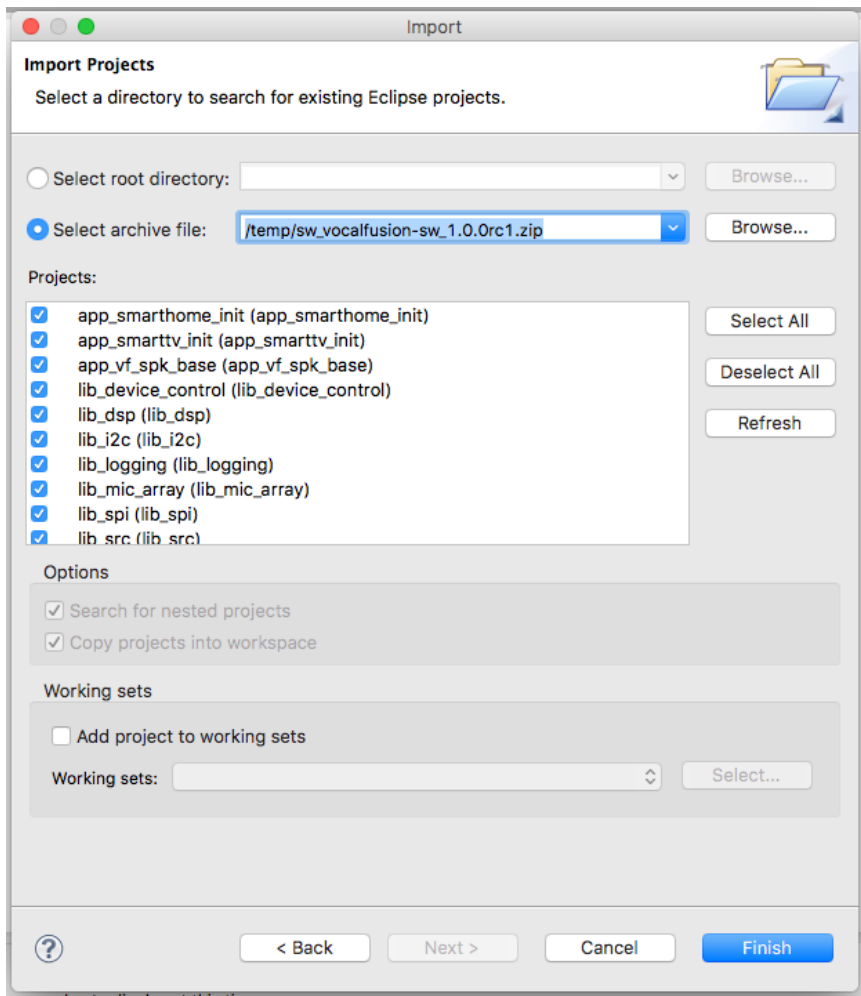 Import
Import Projects
Select a directory to search for existing Eclipse projects.
Select root directory:
Browse...
Select archive file: /temp/sw_vocalfusion-sw_1.0.0rc1.zip
Browse...
Projects:
app_smarthome_init (app_smarthome_init)
app_smarttv_init (app_smarttv_init)
app_vf_spk_base (app_vf_spk_base)
lib_device_control (lib_device_control)
lib_dsp (lib_dsp)
lib_i2c (lib_i2c)
lib_logging (lib_logging)
lib_mic_array (lib_mic_array)
lib_spi (lib_spi)
lib_src (lib_src)
Select All
Deselect All
Refresh
Options
Search for nested projects
Copy projects into workspace
Working sets
Add project to working sets
Working sets:
Select...
?
< Back
Next >
Cancel
Finish